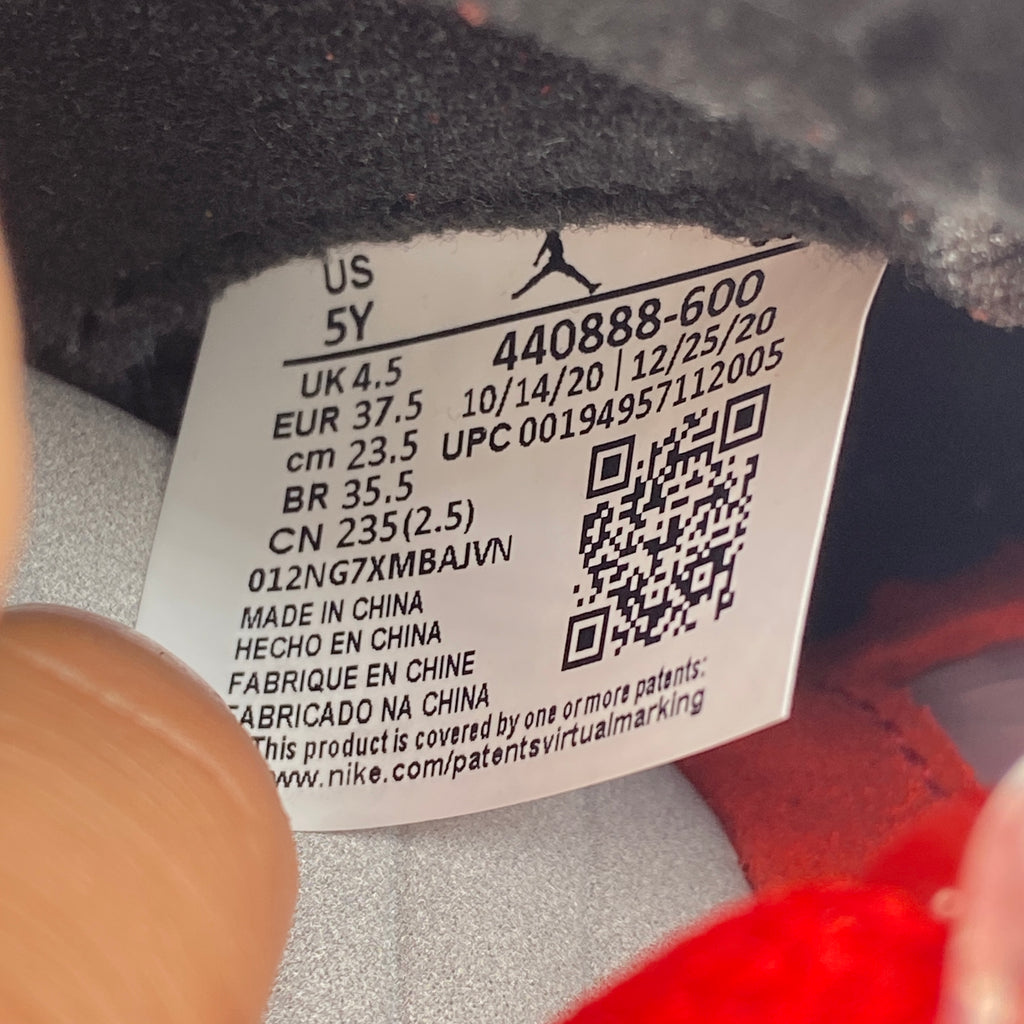 US
5Y
440888-600
UK 4.5
10/14/20 | 12/25/20
EUR 37.5
UPC 00194957112005
cm 23.5
BR 35.5
CN 235(2.5)
012NG7XMBAJVN
MADE IN CHINA
HECHO EN CHINA
FABRIQUE EN CHINE
FABRICADO NA CHINA
This product is covered by one or more patents:
www.nike.com/patentsvirtualmarking